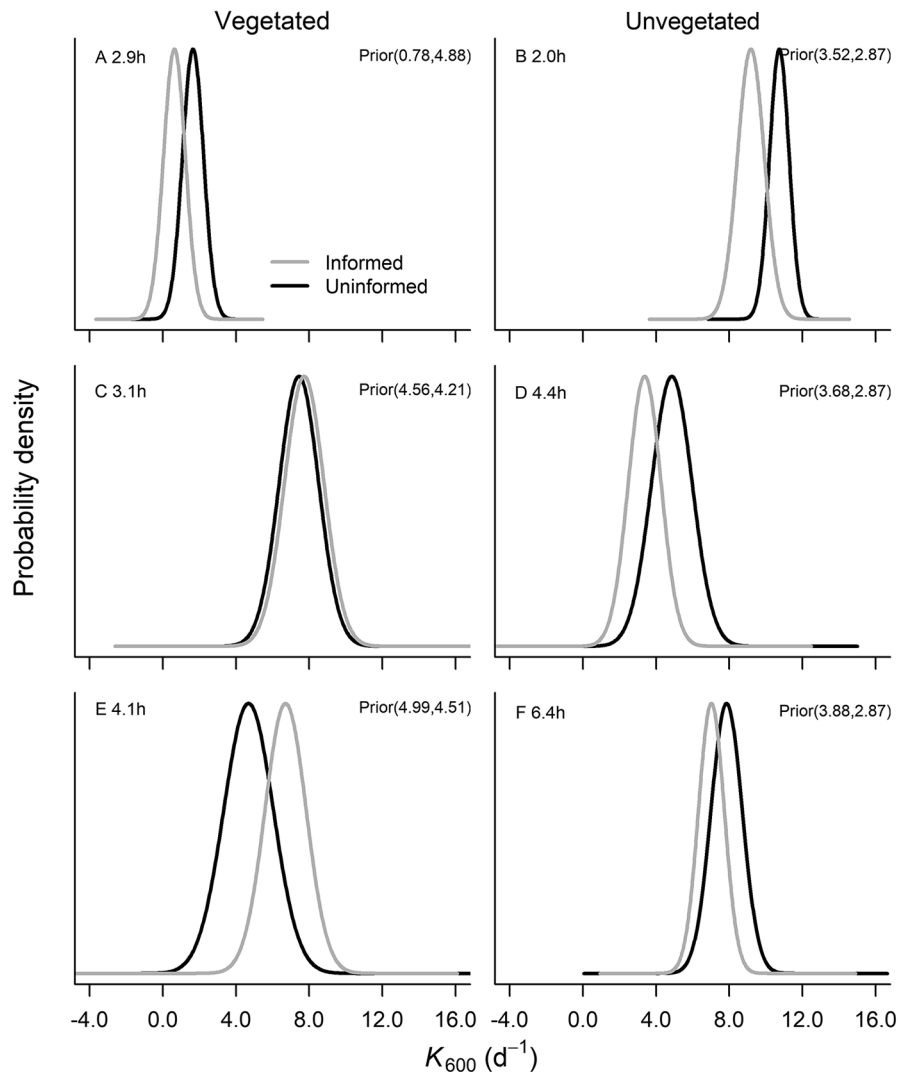 Vegetated
Unvegetated
A 2.9h
Prior(0.78,4.88)
B 2.0h
Prior(3.52,2.87)
Informed
Uninformed
C 3.1h
Prior(4.56,4.21)
D 4.4h
Prior(3.68,2.87)
Probability density
E 4.1h
Prior(4.99,4.51)
F 6.4h
Prior(3.88,2.87)
-4.0 0.0 4.0 8.0 12.0 16.0
-4.0 0.0 4.0 8.0 12.0 16.0
K600 (d−1)